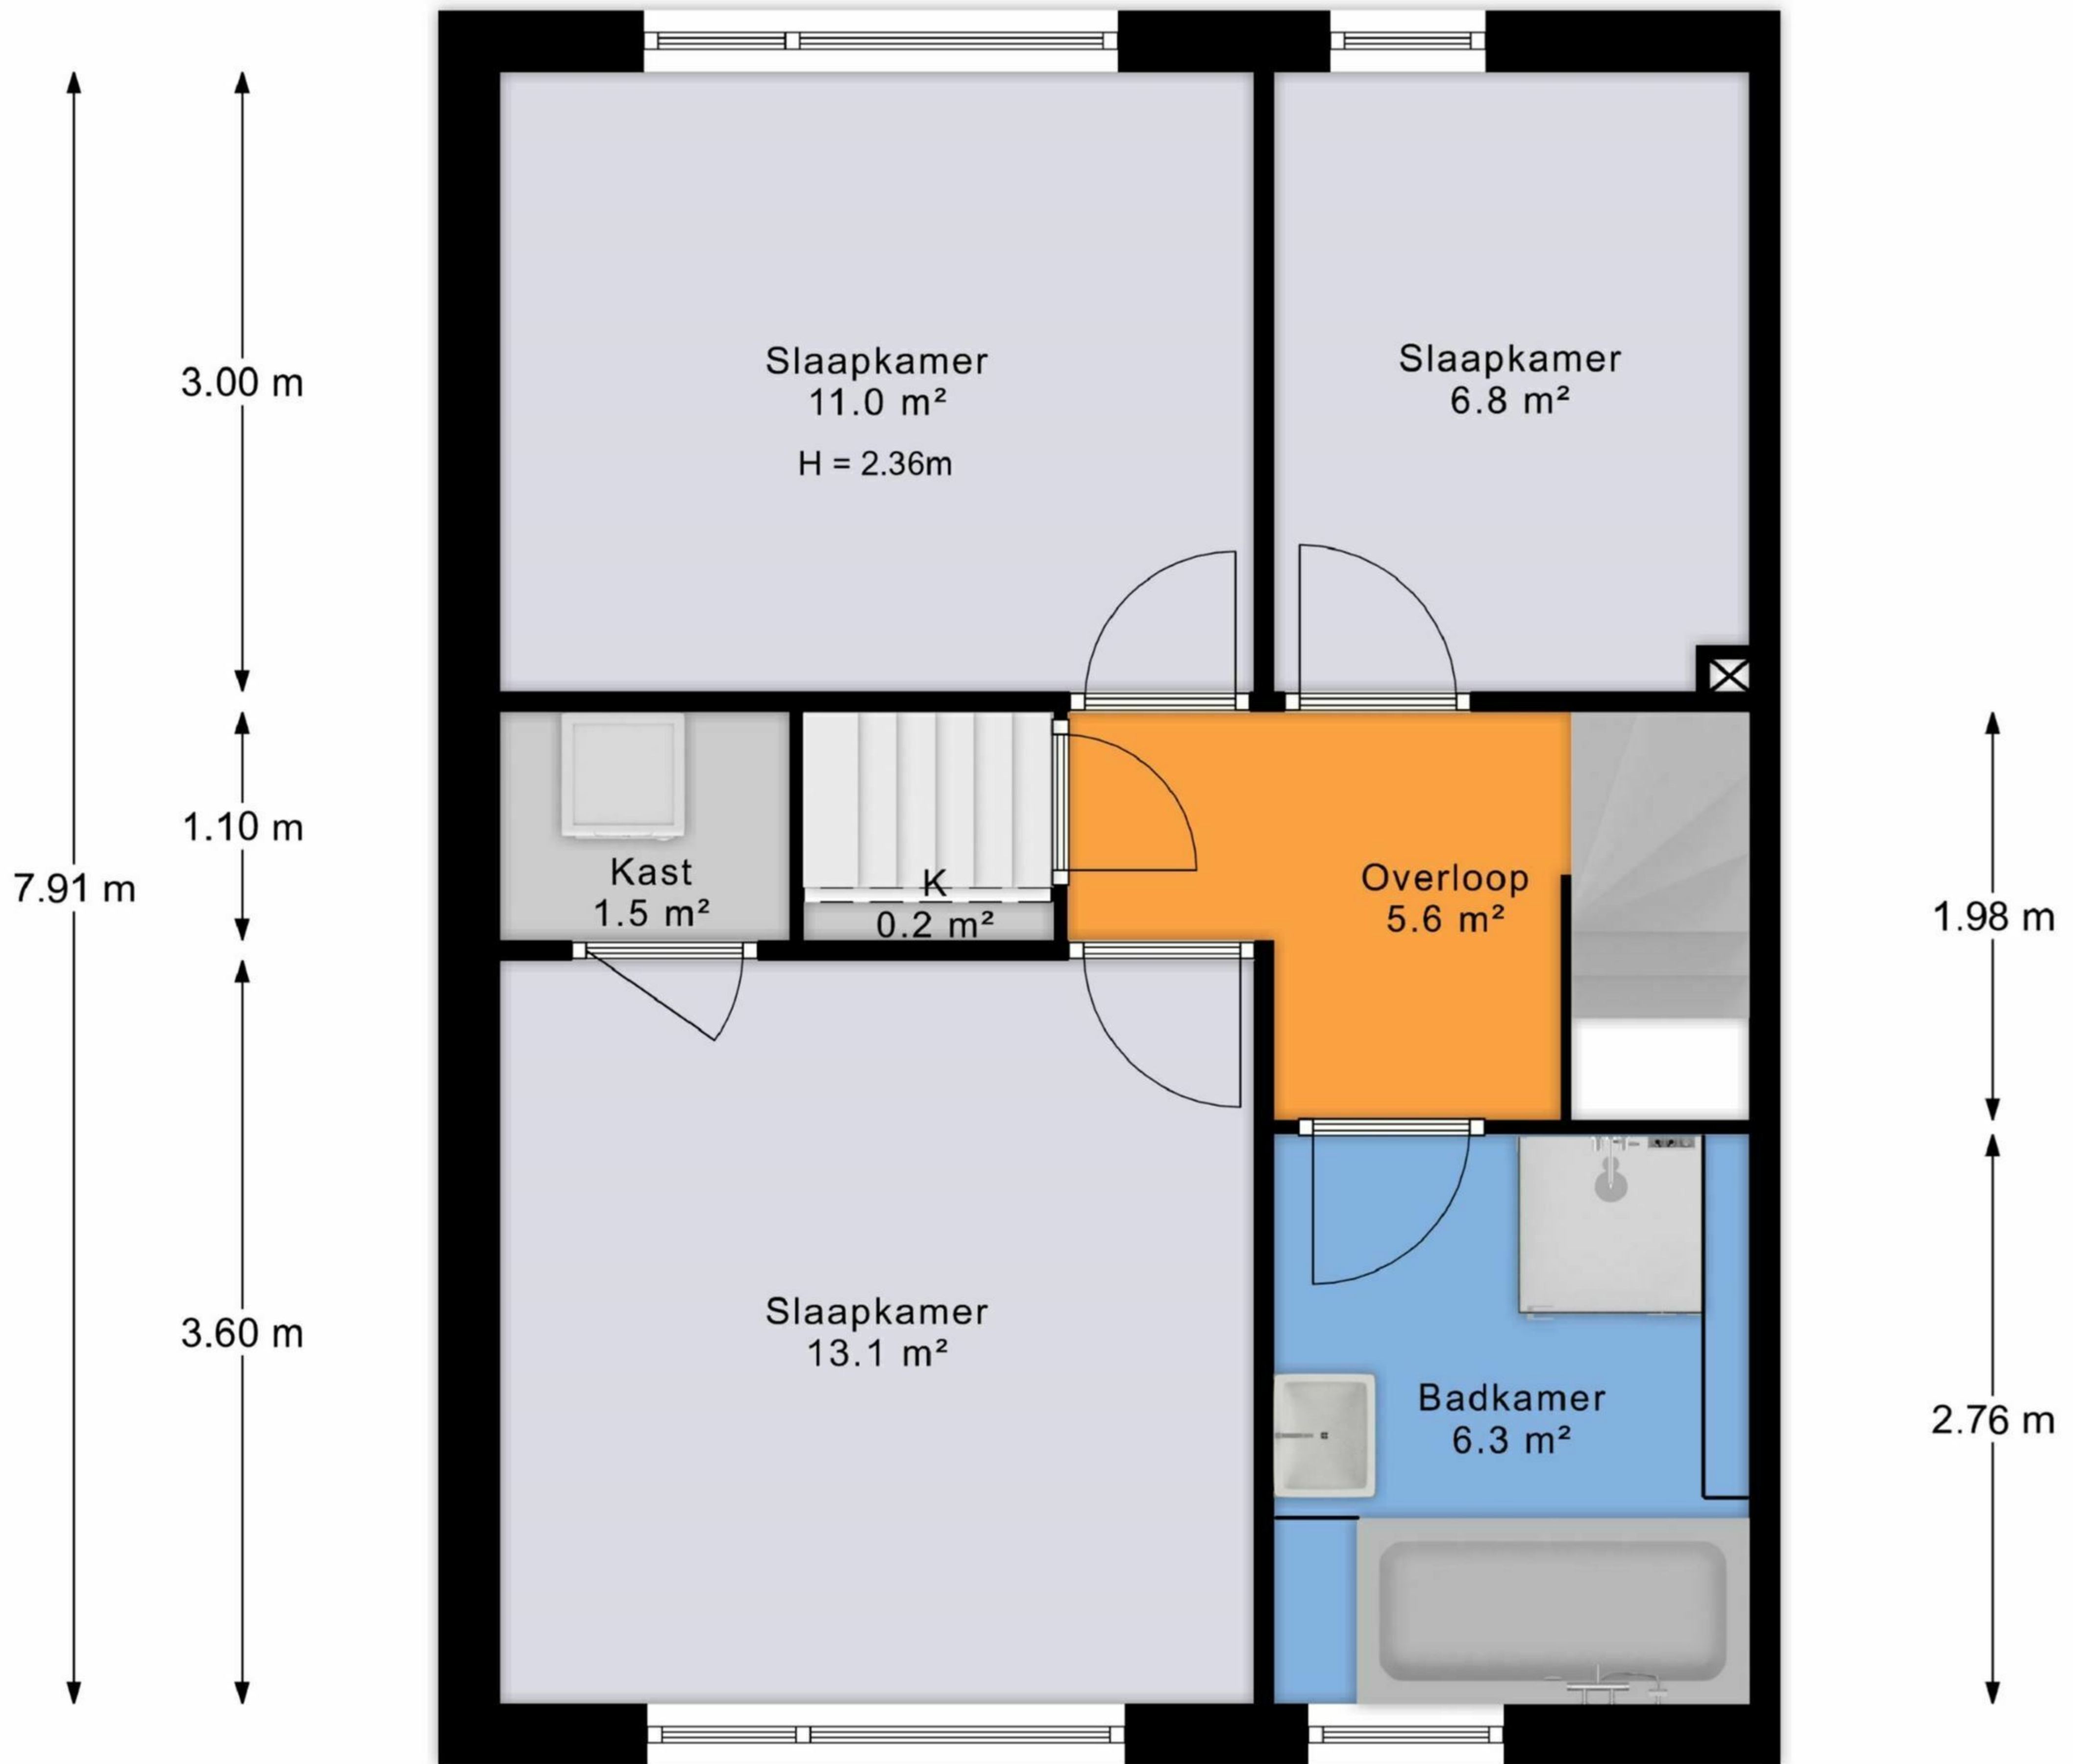 Slaapkamer
11.0 m²
H = 2.36m
Slaapkamer
6.8 m²
3.00 m
1.10 m
7.91 m
3.60 m
Kast
1.5 m²
K
0.2 m²
Overloop
5.6 m²
1.98 m
Slaapkamer
13.1 m²
Badkamer
6.3 m²
2.76 m